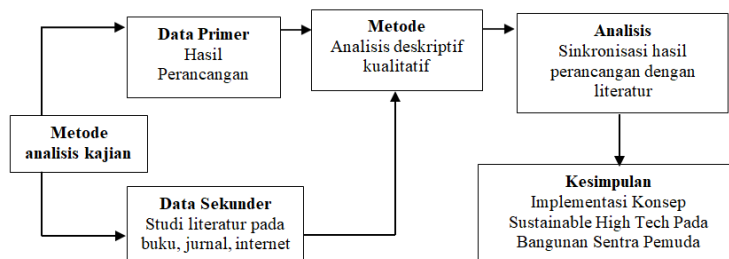 Metode
analisis kajian
Data Primer
Hasil
Perancangan
Data Sekunder
Studi literatur pada
buku, jurnal, internet
Metode
Analisis deskriptif
kualitatif
Analisis
Sinkronisasi hasil
perancangan dengan
literatur
Kesimpulan
Implementasi Konsep
Sustainable High Tech Pada
Bangunan Sentra Pemuda